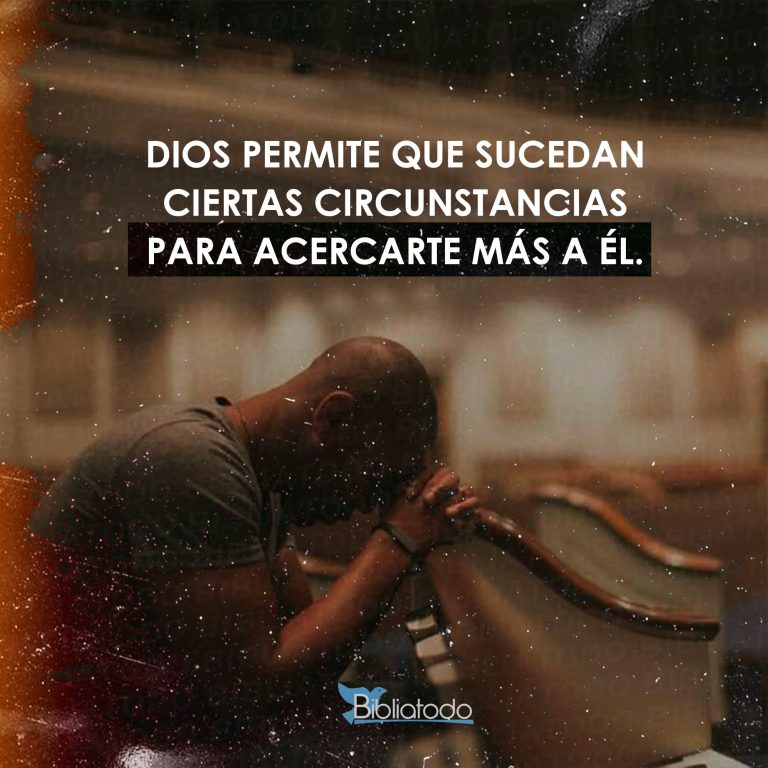 DIOS PERMITE QUE SUCEDAN
CIERTAS CIRCUNSTANCIAS
PARA ACERCARTE MÁS A ÉL.
Bibliatodo